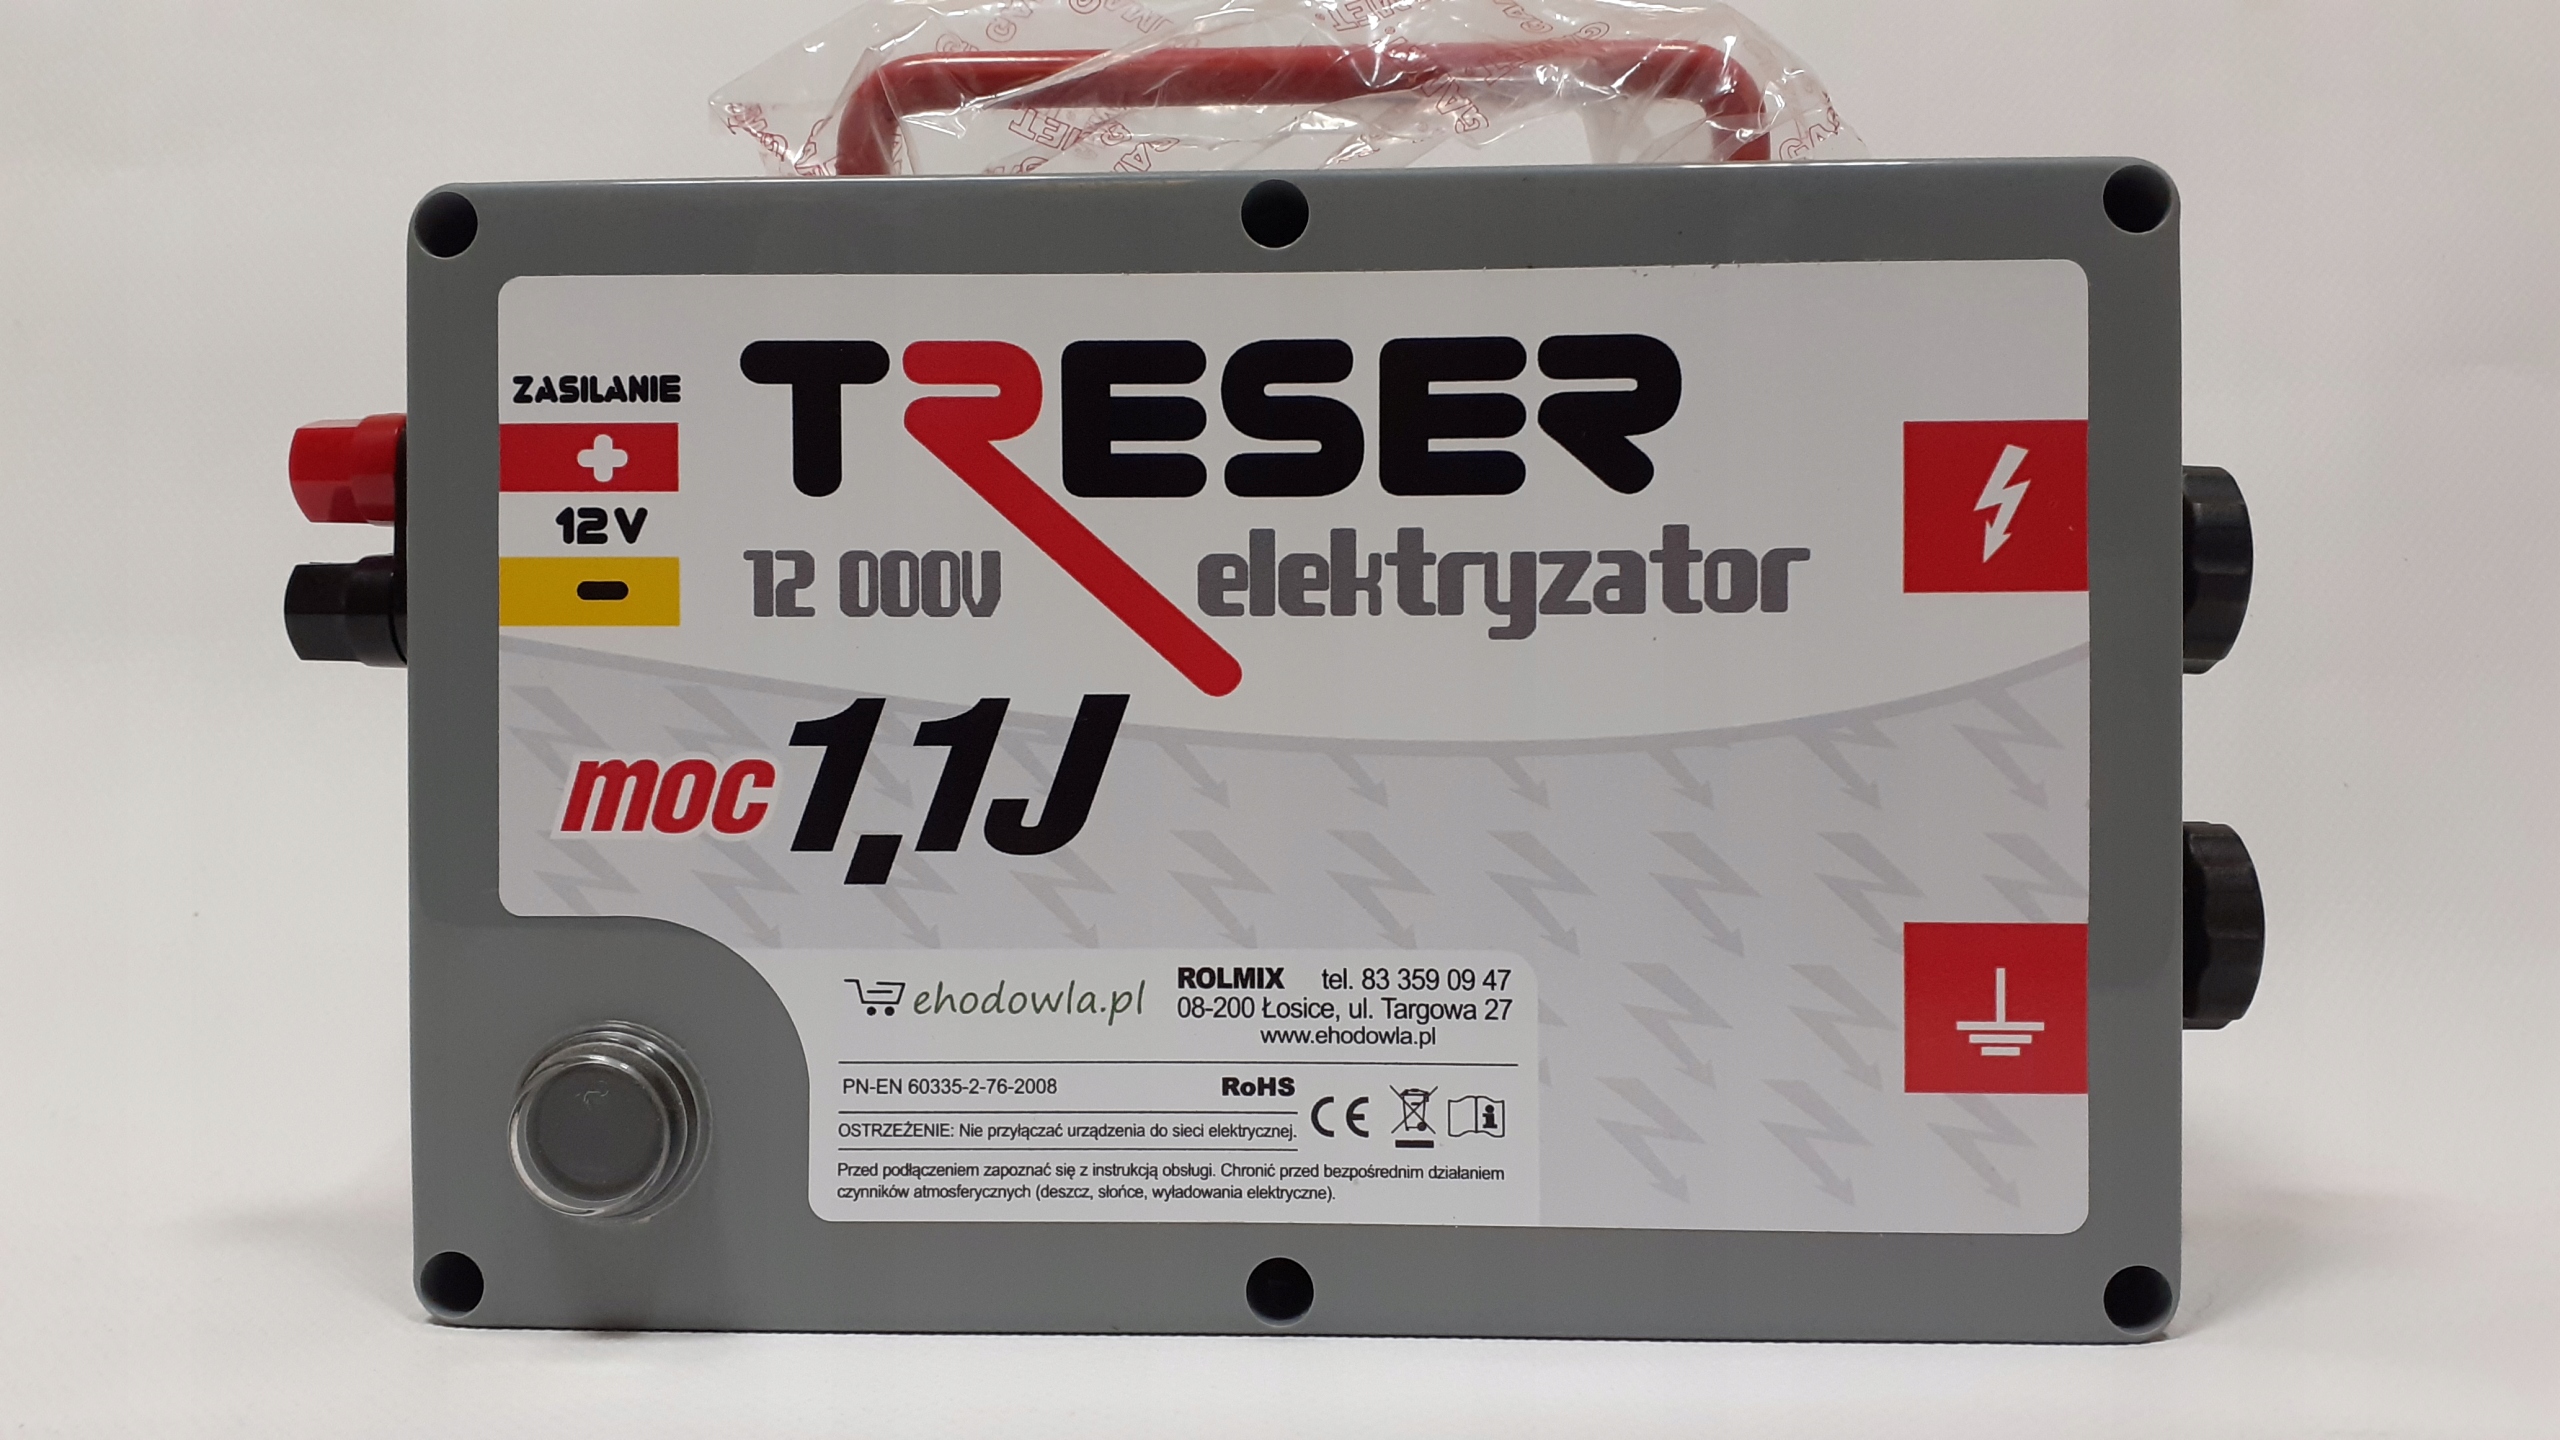 ZASILANIE
+
12V
-
TRESER
12 000V elektryzator
moc 1,1J
ehodowla.pl
ROLMIX tel. 83 359 09 47
08-200 Łosice, ul. Targowa 27
www.ehodowla.pl
PN-EN 60335-2-76-2008 RoHS
CE
OSTRZEŻENIE: Nie przyłączać urządzenia do sieci elektrycznej.
Przed podłączeniem zapoznać się z instrukcją obsługi. Chronić przed bezpośrednim działaniem
czynników atmosferycznych (deszcz, słońce, wyładowania elektryczne).